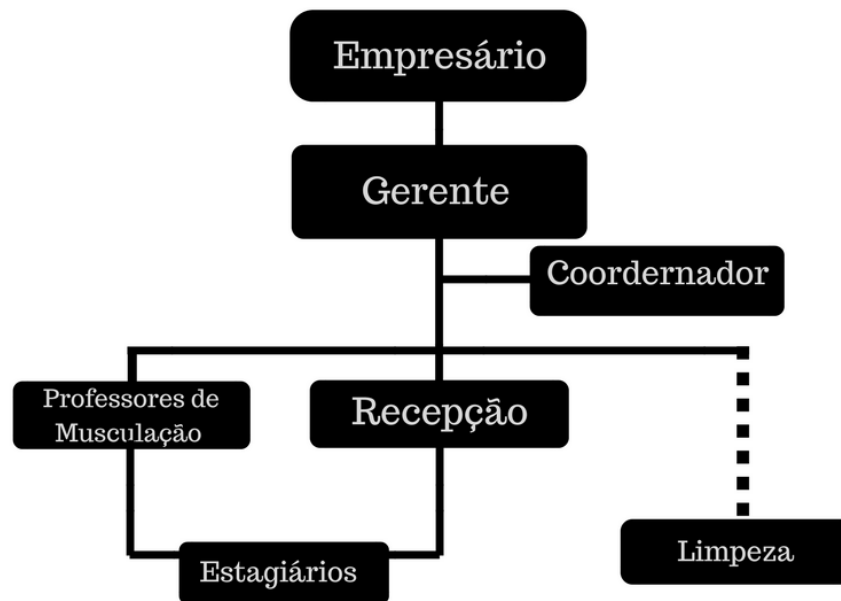 Empresário
Gerente
Coordernador
Professores de
Musculação
Recepção
Estagiários
Limpeza